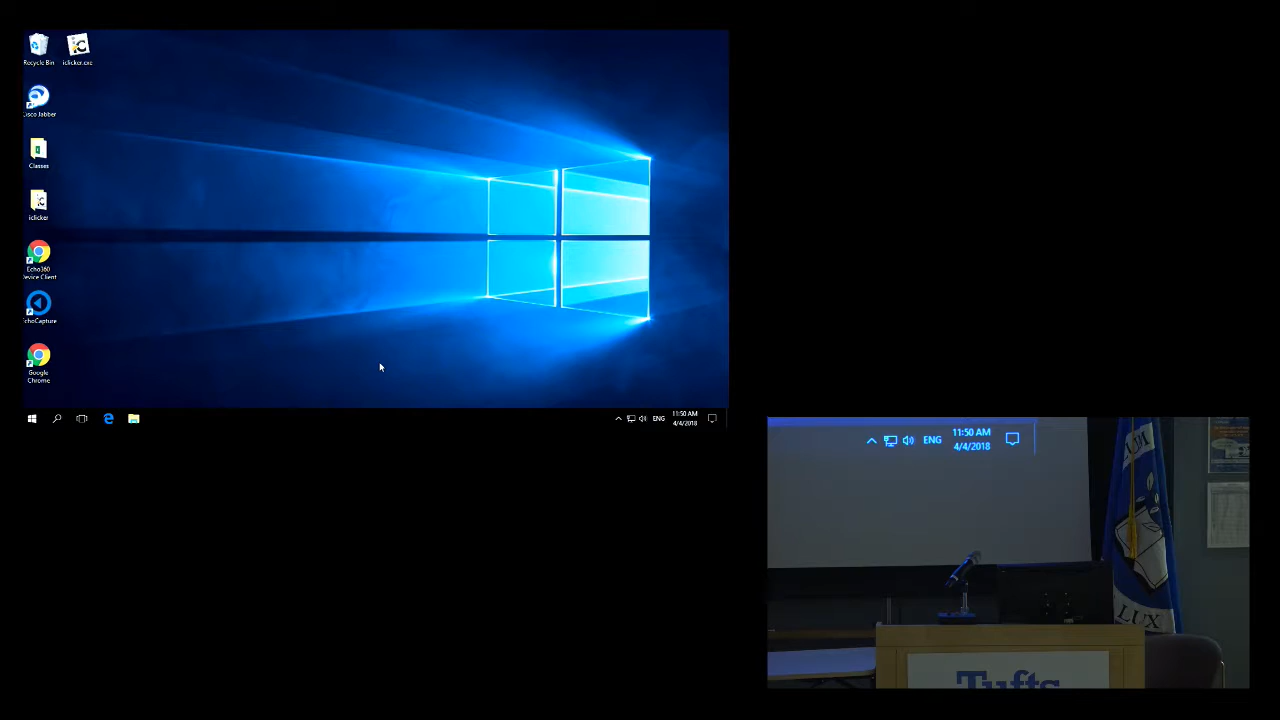 Recycle Bin
iclicker.exe
Cisco Jabber
Classes
iclicker
Echo360
Device Client
EchoCapture
Google
Chrome
ENG
11:50 AM
4/4/2018
ENG
11:50 AM
4/4/2018
LUX
Tufts